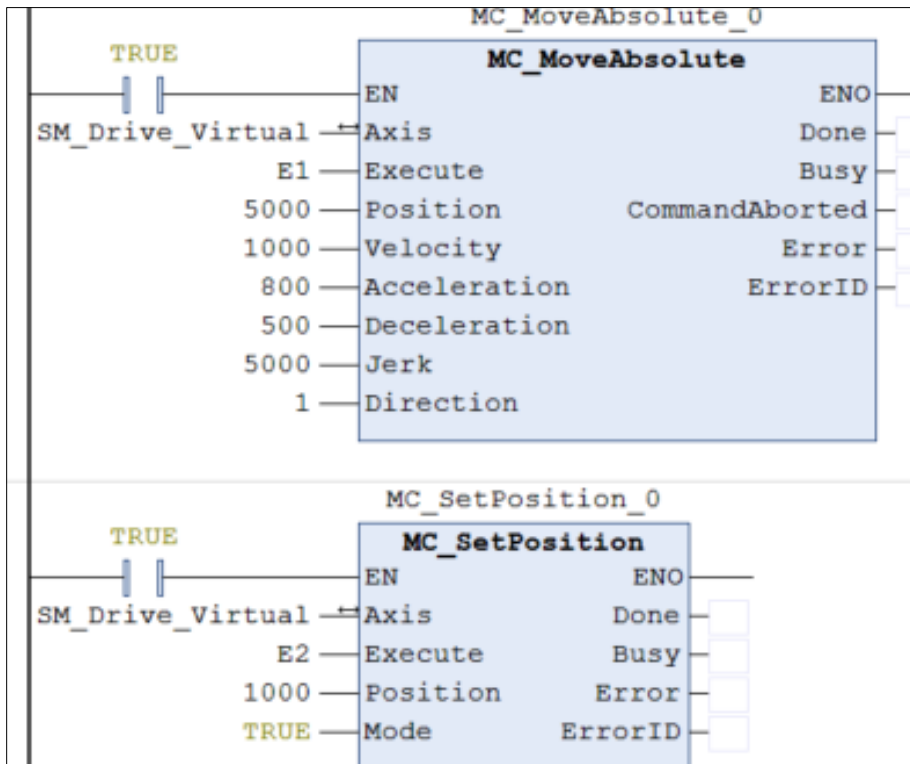 MC_MoveAbsolute_0
TRUE
MC_MoveAbsolute
EN ENO
SM_Drive_Virtual Axis Done
E1 Execute Busy
5000 Position CommandAborted
1000 Velocity Error
800 Acceleration ErrorID
500 Deceleration
5000 Jerk
1 Direction
MC_SetPosition_0
TRUE
MC_SetPosition
EN ENO
SM_Drive_Virtual Axis Done
E2 Execute Busy
1000 Position Error
TRUE Mode ErrorID